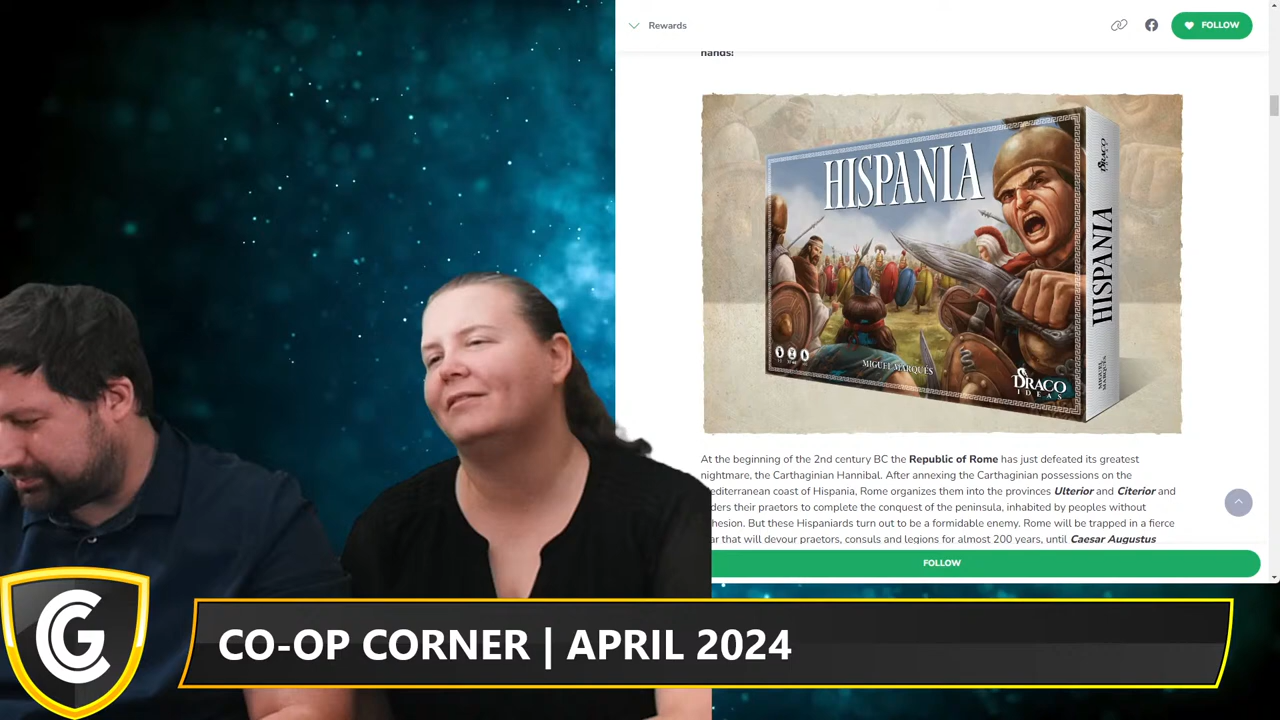 Rewards
FOLLOW
hands!
HISPANIA
DRACO
HISPANIA
MIGUEL MARQUÉS
MIGUEL MARQUÉS
DRACO
IDEAS
At the beginning of the 2nd century BC the Republic of Rome has just defeated its greatest
nightmare, the Carthaginian Hannibal. After annexing the Carthaginian possessions on the
editerranean coast of Hispania, Rome organizes them into the provinces Ulterior and Citerior and
ders their praetors to complete the conquest of the peninsula, inhabited by peoples without
hesion. But these Hispaniards turn out to be a formidable enemy. Rome will be trapped in a fierce
ar that will devour praetors, consuls and legions for almost 200 years, until Caesar Augustus
FOLLOW
CO-OP CORNER | APRIL 2024